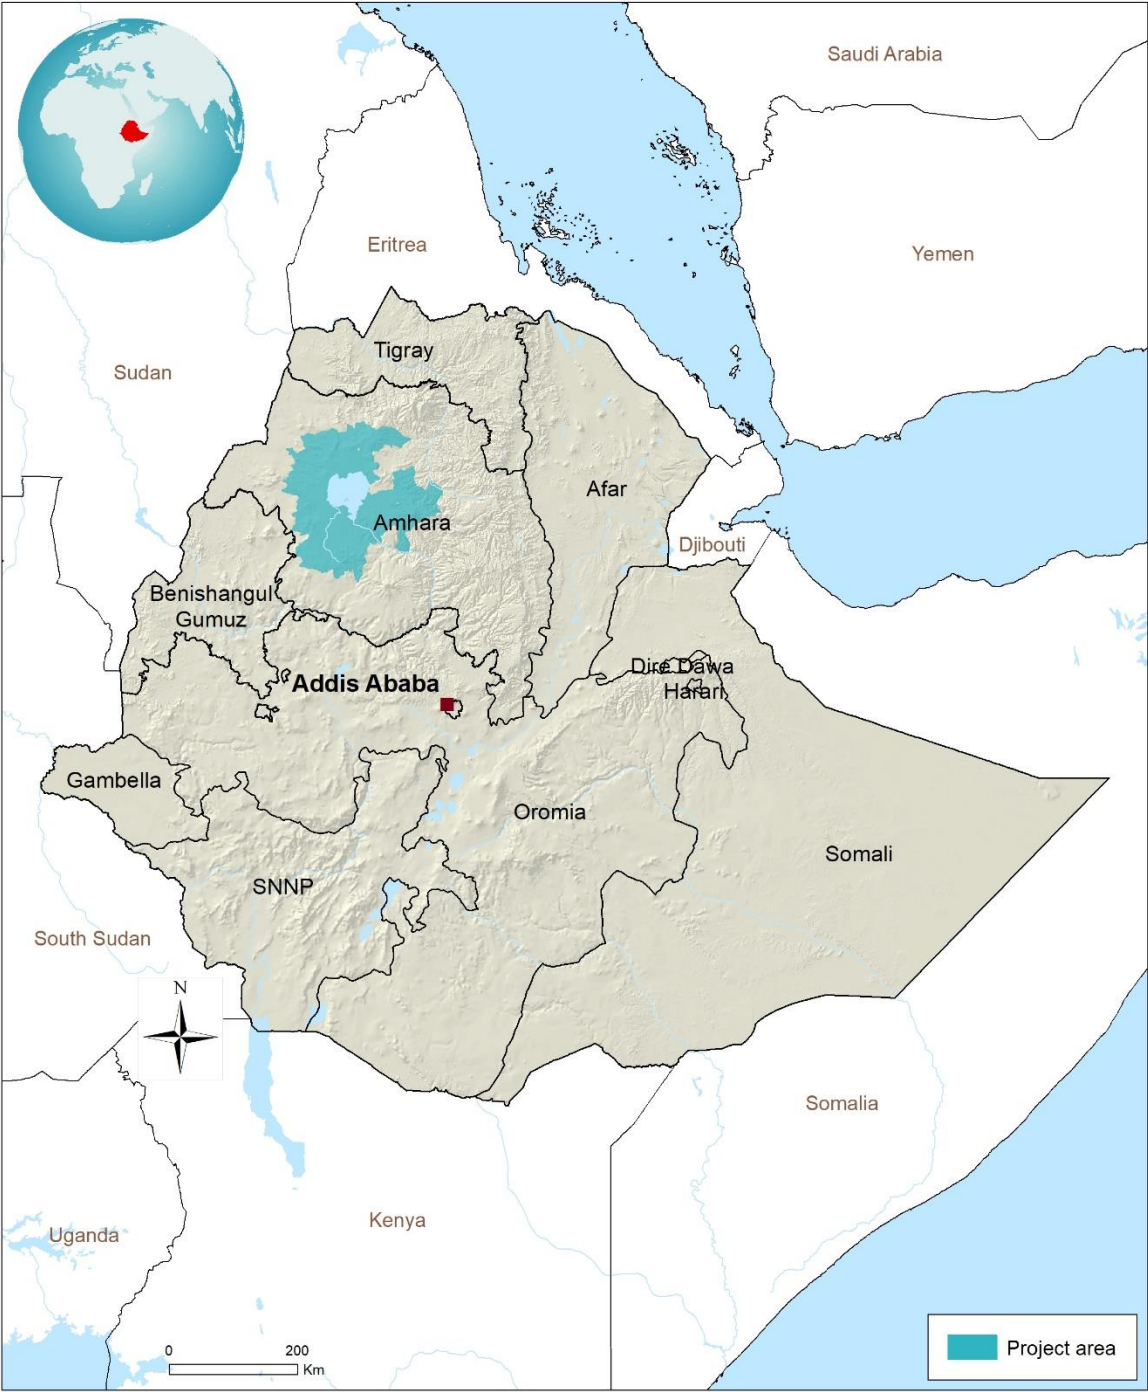 Saudi Arabia
Eritrea
Yemen
Tigray
Sudan
Afar
Amhara
Djibouti
Benishangul
Gumuz
Dire Dawa
Harari
Addis Ababa
Gambella
Oromia
Somali
SNNP
South Sudan
N
Somalia
Kenya
Uganda
0 200
Km
Project area